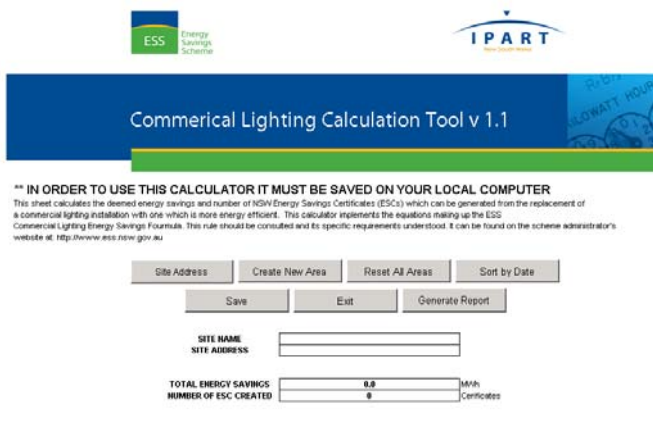 ESS Energy
Savings
Scheme
IPART
New South Wales
Commerical Lighting Calculation Tool v 1.1
KILOWATT HOUR
** IN ORDER TO USE THIS CALCULATOR IT MUST BE SAVED ON YOUR LOCAL COMPUTER
This sheet calculates the deemed energy savings and number of NSW Energy Savings Certificates (ESCs) which can be generated from the replacement of
a commercial lighting installation with one which is more energy efficient. This calculator implements the equations making up the ESS
Commercial Lighting Energy Savings Fourmula. This rule should be consulted and its specific requirements understood. It can be found on the scheme administrator's
website at: http://www.ess.nsw.gov.au
Site Address Create New Area Reset All Areas Sort by Date
Save Exit Generate Report
SITE NAME
SITE ADDRESS
TOTAL ENERGY SAVINGS 0.0 MWh
NUMBER OF ESC CREATED 0 Certificates